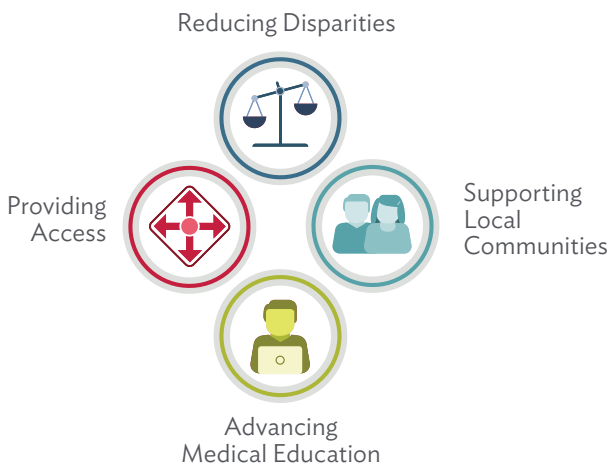 Reducing Disparities
Providing
Access
Supporting
Local
Communities
Advancing
Medical Education